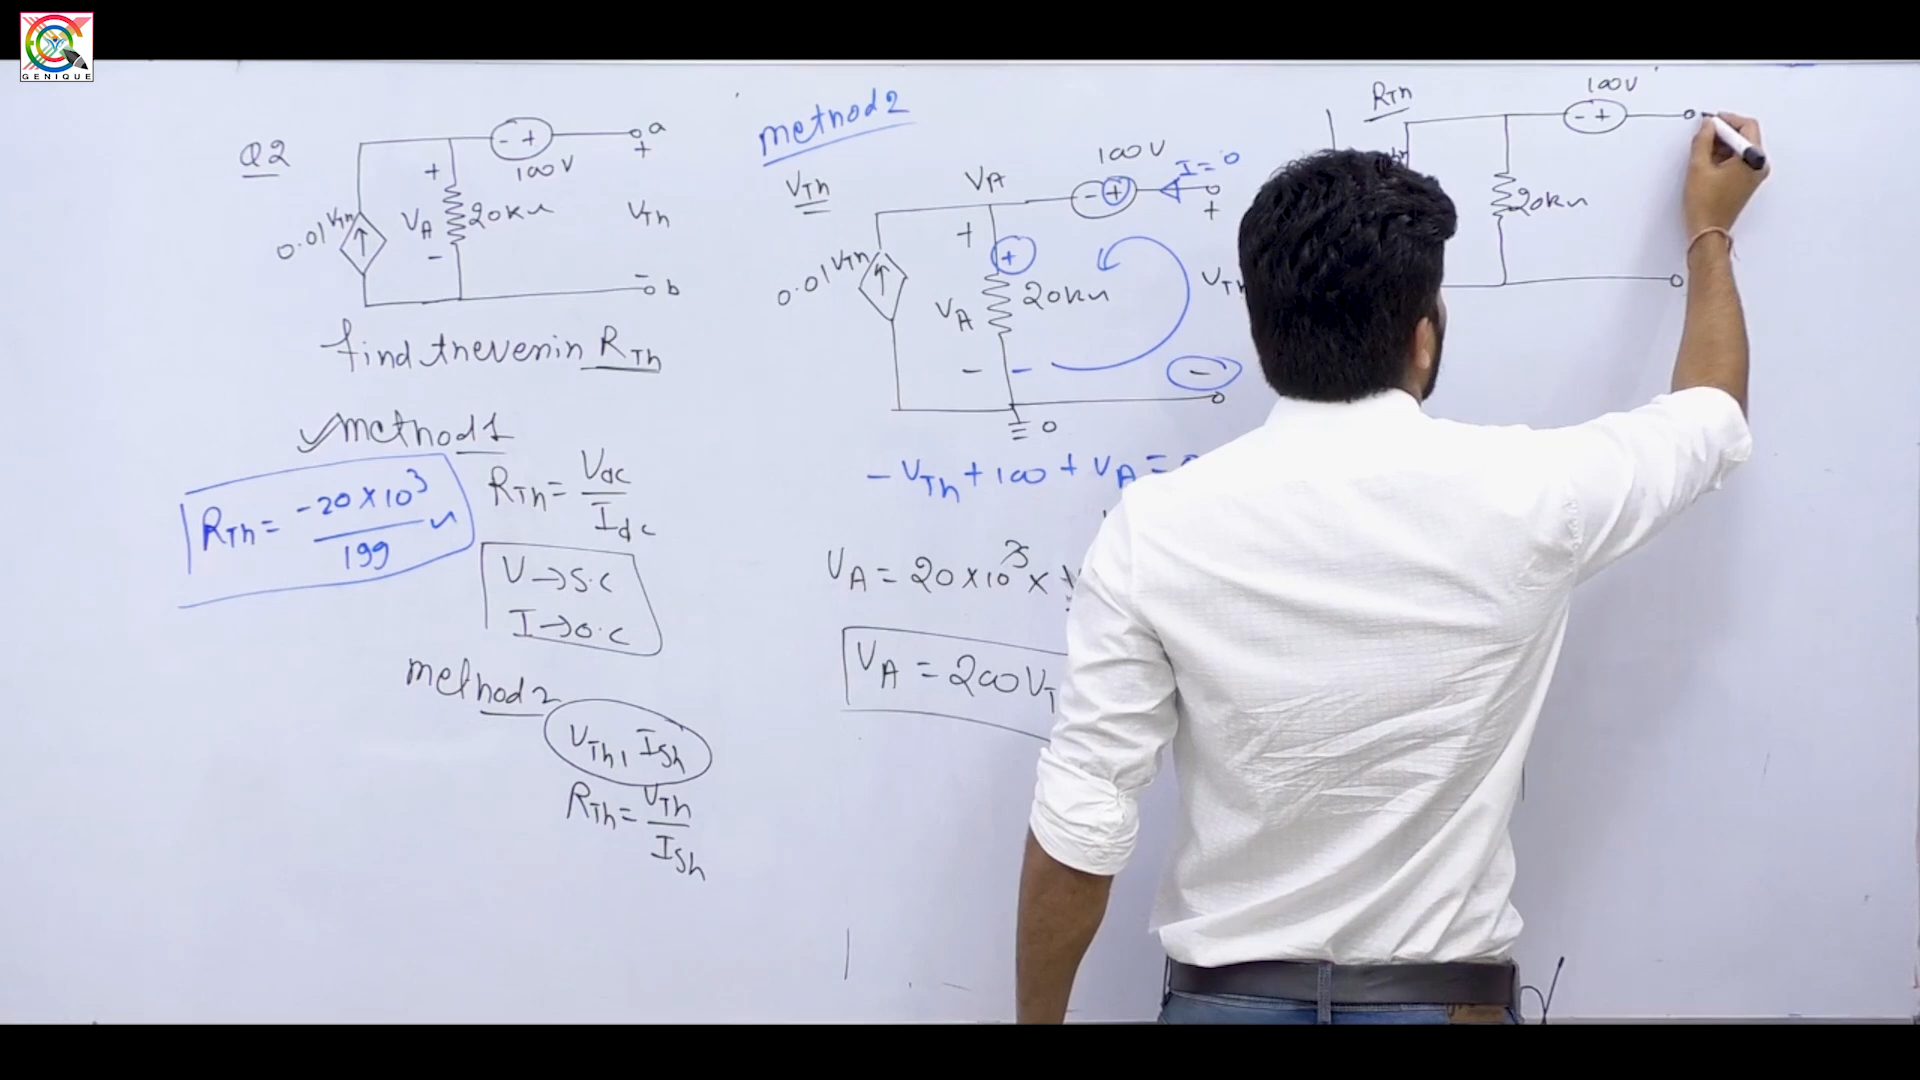 GENIQUE
Q2
- +
100V
a
+
+
0.01VTh
VA
20KΩ
VTh
-
-
b
find thevenin RTh
method1
RTh = -20×10³/199 Ω
RTh = Vdc/Idc
V→S.C
I→O.C
method2
VTh, ISh
RTh = VTh/ISh
method2
VTh
VA
100V
I=0
- +
+
+
+
0.01VTh
VA
20KΩ
-
-
-
0
-VTh + 100 + VA =
VA = 20×10³ ×
VA = 200VT
RTh
100V
- +
20KΩ